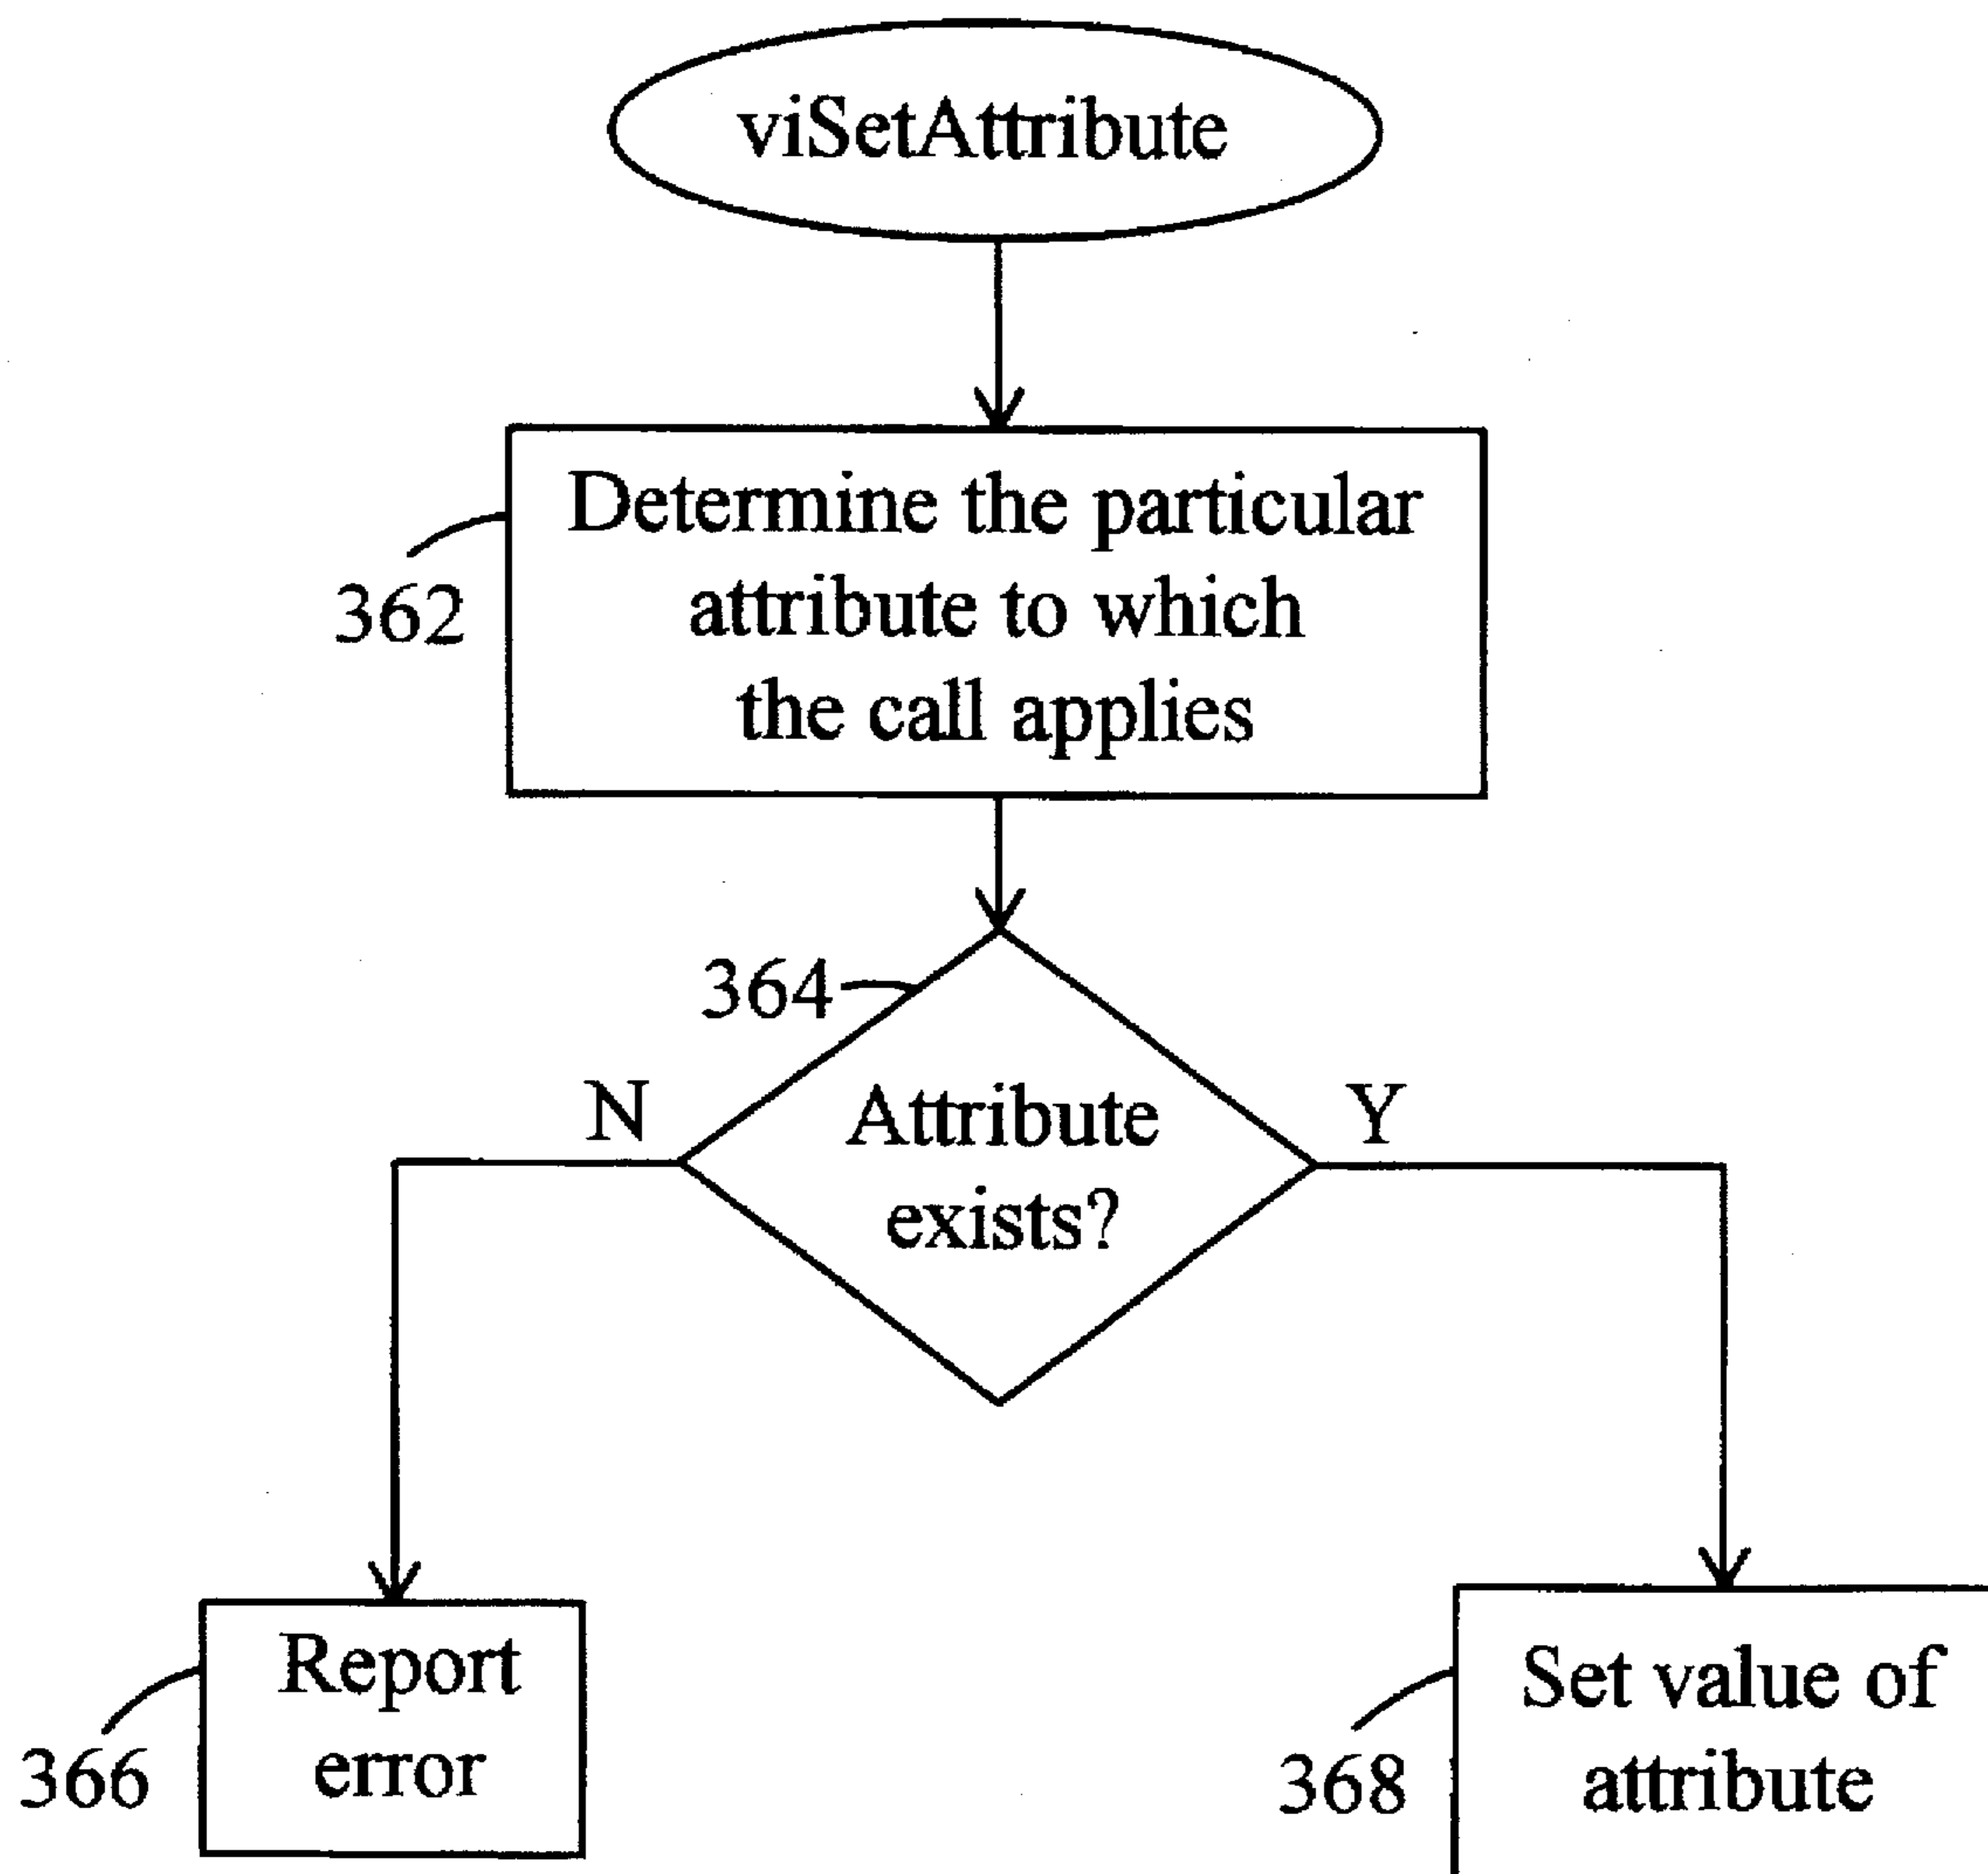 viSetAttribute
Determine the particular
attribute to which
the call applies
362
364
N
Y
Attribute
exists?
Report
error
366
Set value of
attribute
368